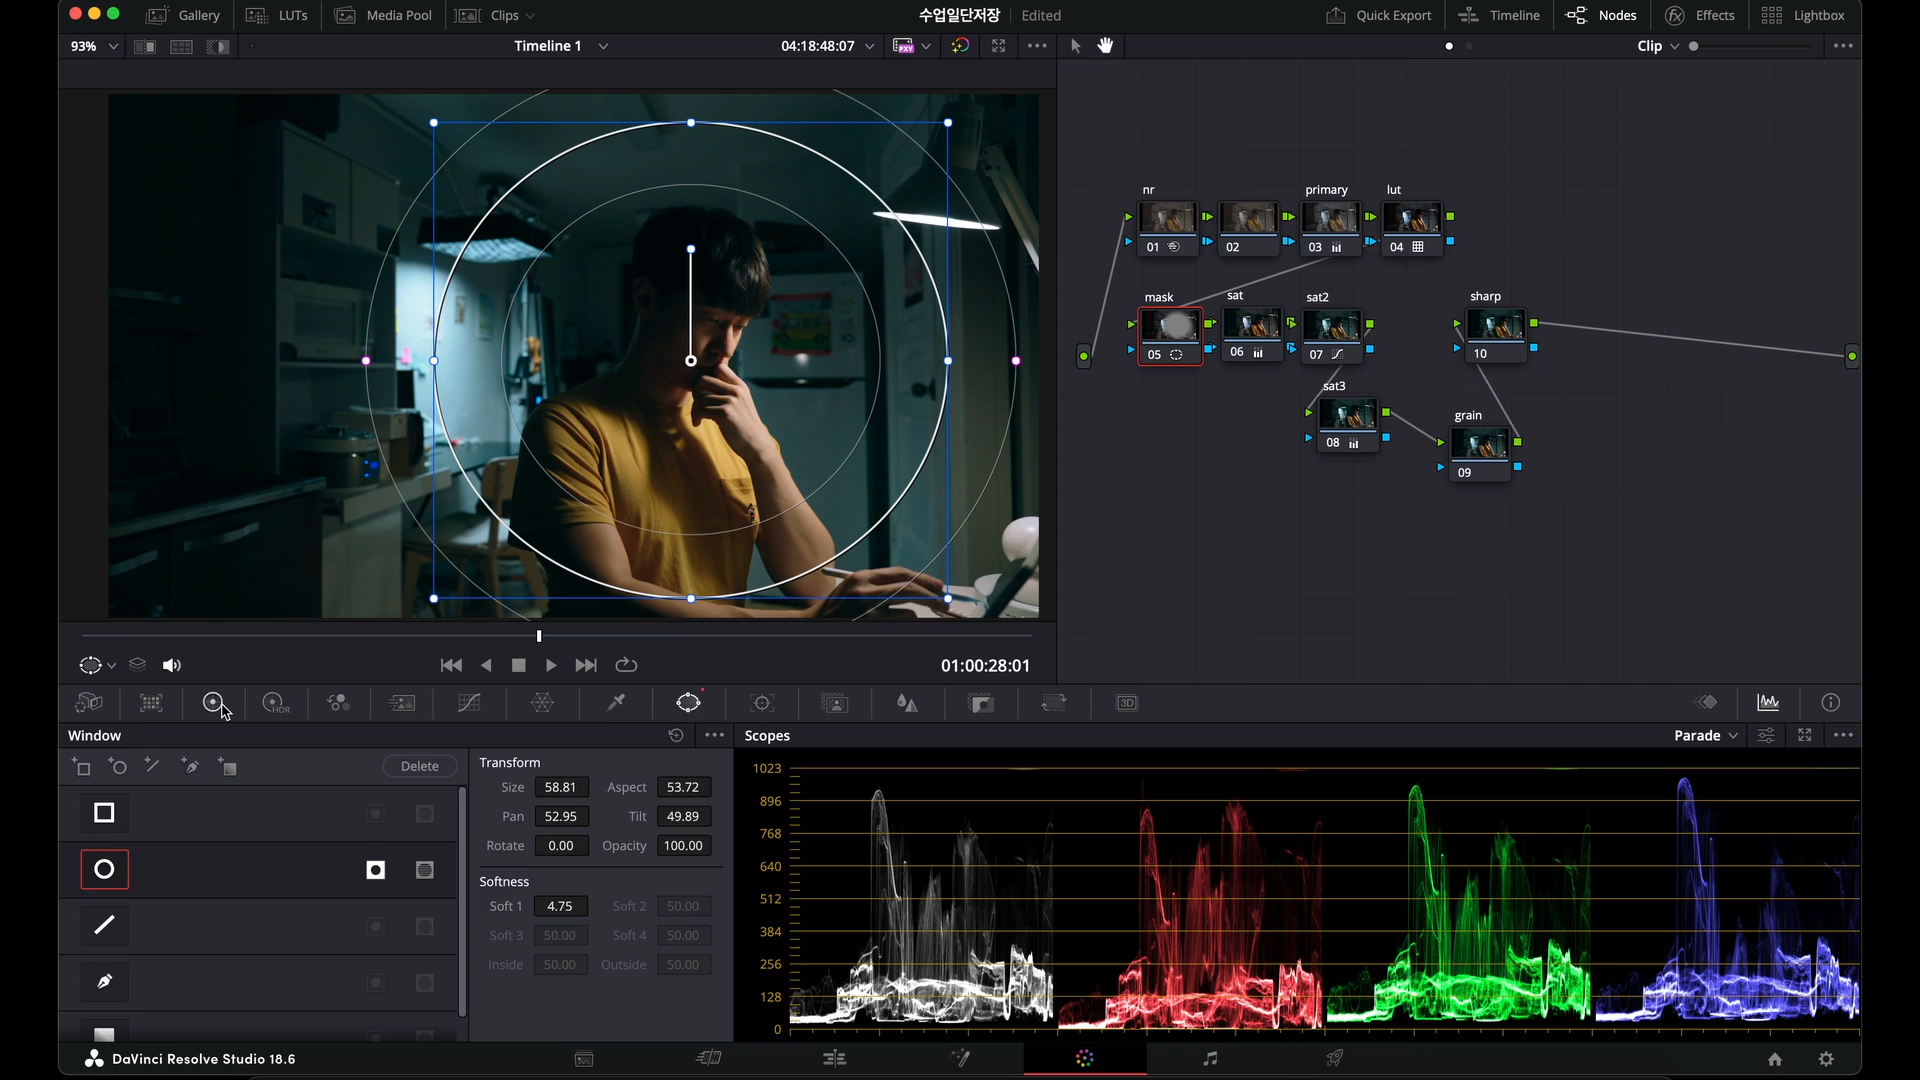 Gallery LUTs Media Pool Clips 수업일단저장 Edited Quick Export Timeline Nodes Effects Lightbox
93% Timeline 1 04:18:48:07 PXY Clip
nr primary lut
01 02 03 04
mask sat sat2 sharp
05 06 07 10
sat3
08
grain
09
01:00:28:01
HDR 3D
Window Scopes Parade
Delete
Transform
Size 58.81 Aspect 53.72
Pan 52.95 Tilt 49.89
Rotate 0.00 Opacity 100.00
Softness
Soft 1 4.75 Soft 2 50.00
Soft 3 50.00 Soft 4 50.00
Inside 50.00 Outside 50.00
1023
896
768
640
512
384
256
128
0
DaVinci Resolve Studio 18.6